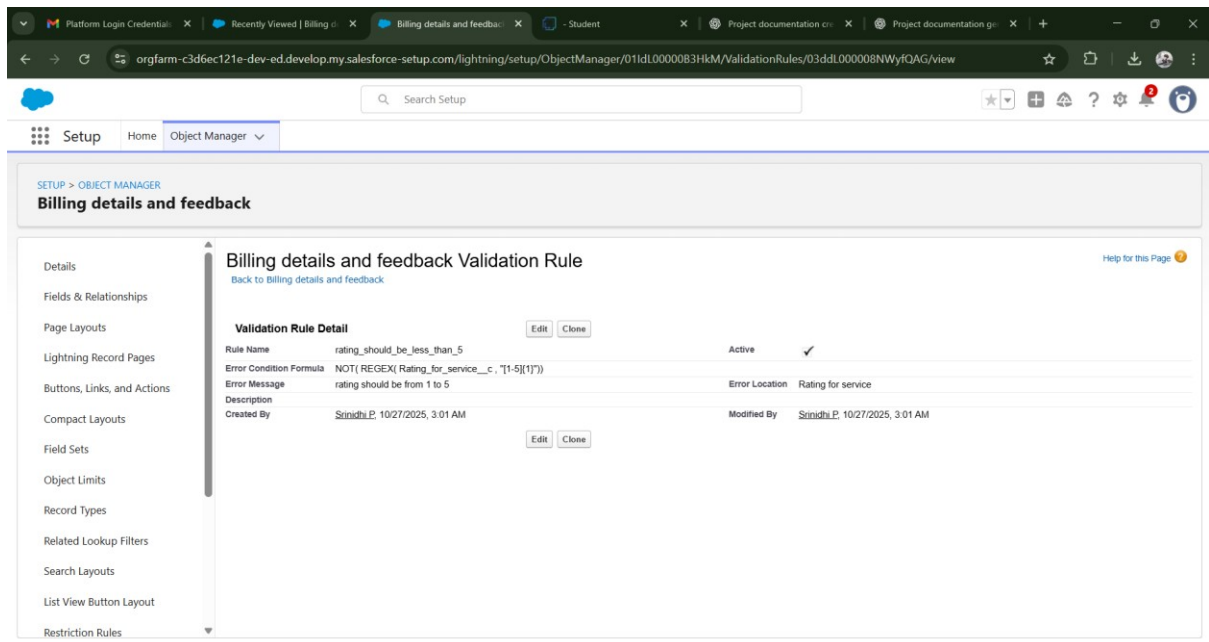 Platform Login Credentials
Recently Viewed | Billing d
Billing details and feedbac
- Student
Project documentation cre
Project documentation ge
orgfarm-c3d6ec121e-dev-ed.develop.my.salesforce-setup.com/lightning/setup/ObjectManager/01IdL00000B3HkM/ValidationRules/03ddL000008NWyfQAG/view
Search Setup
2
Setup Home Object Manager
SETUP > OBJECT MANAGER
Billing details and feedback
Details
Fields & Relationships
Page Layouts
Lightning Record Pages
Buttons, Links, and Actions
Compact Layouts
Field Sets
Object Limits
Record Types
Related Lookup Filters
Search Layouts
List View Button Layout
Restriction Rules
Billing details and feedback Validation Rule
Help for this Page
Back to Billing details and feedback
Validation Rule Detail Edit Clone
Rule Name rating_should_be_less_than_5 Active ✓
Error Condition Formula NOT( REGEX( Rating_for_service__c , "[1-5]{1}"))
Error Message rating should be from 1 to 5 Error Location Rating for service
Description
Created By Srinidhi P, 10/27/2025, 3:01 AM Modified By Srinidhi P, 10/27/2025, 3:01 AM
Edit Clone